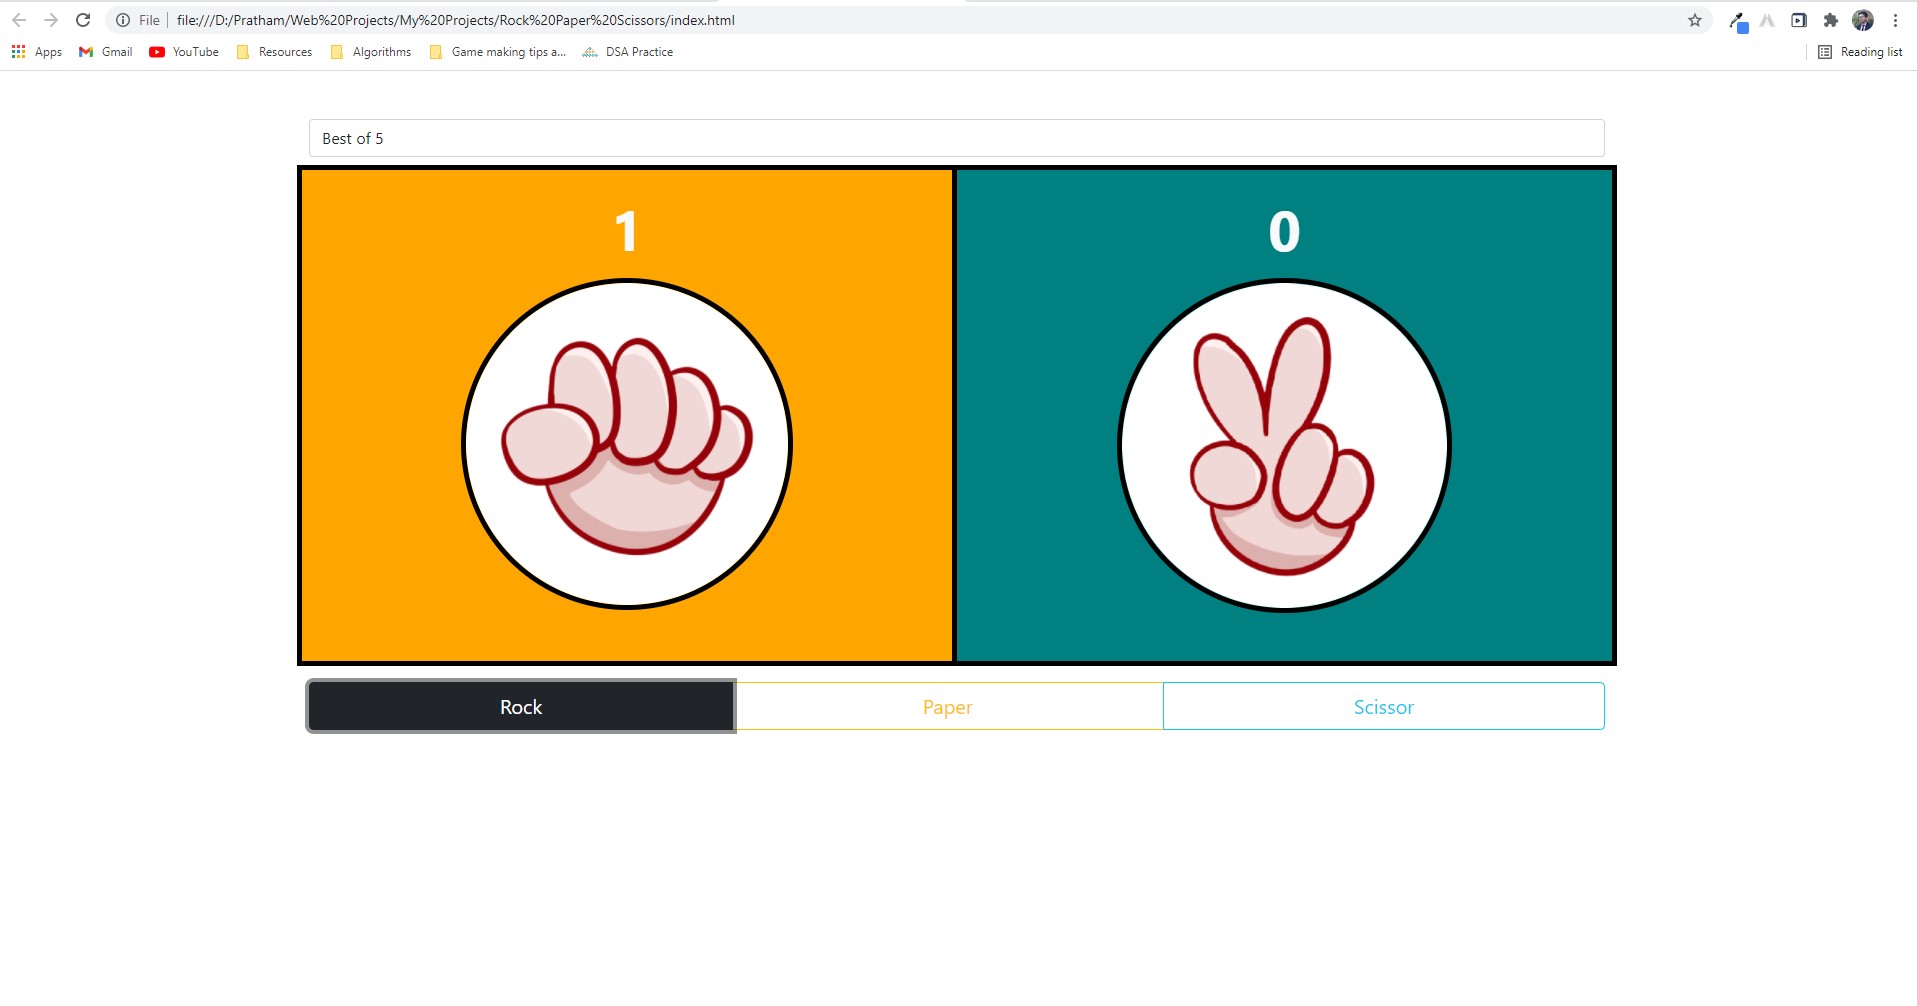 File file:///D:/Pratham/Web%20Projects/My%20Projects/Rock%20Paper%20Scissors/index.html
Apps Gmail YouTube Resources Algorithms Game making tips a... DSA Practice Reading list
Best of 5
1 0
Rock Paper Scissor